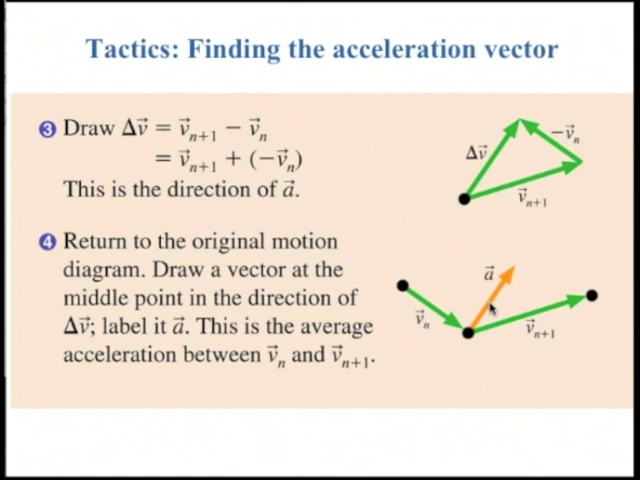 Tactics: Finding the acceleration vector
❸ Draw Δv⃗ = v⃗ₙ₊₁ − v⃗ₙ
= v⃗ₙ₊₁ + (−v⃗ₙ)
This is the direction of a⃗.
❹ Return to the original motion
diagram. Draw a vector at the
middle point in the direction of
Δv⃗; label it a⃗. This is the average
acceleration between v⃗ₙ and v⃗ₙ₊₁.
−v⃗ₙ
Δv⃗
v⃗ₙ₊₁
a⃗
v⃗ₙ
v⃗ₙ₊₁